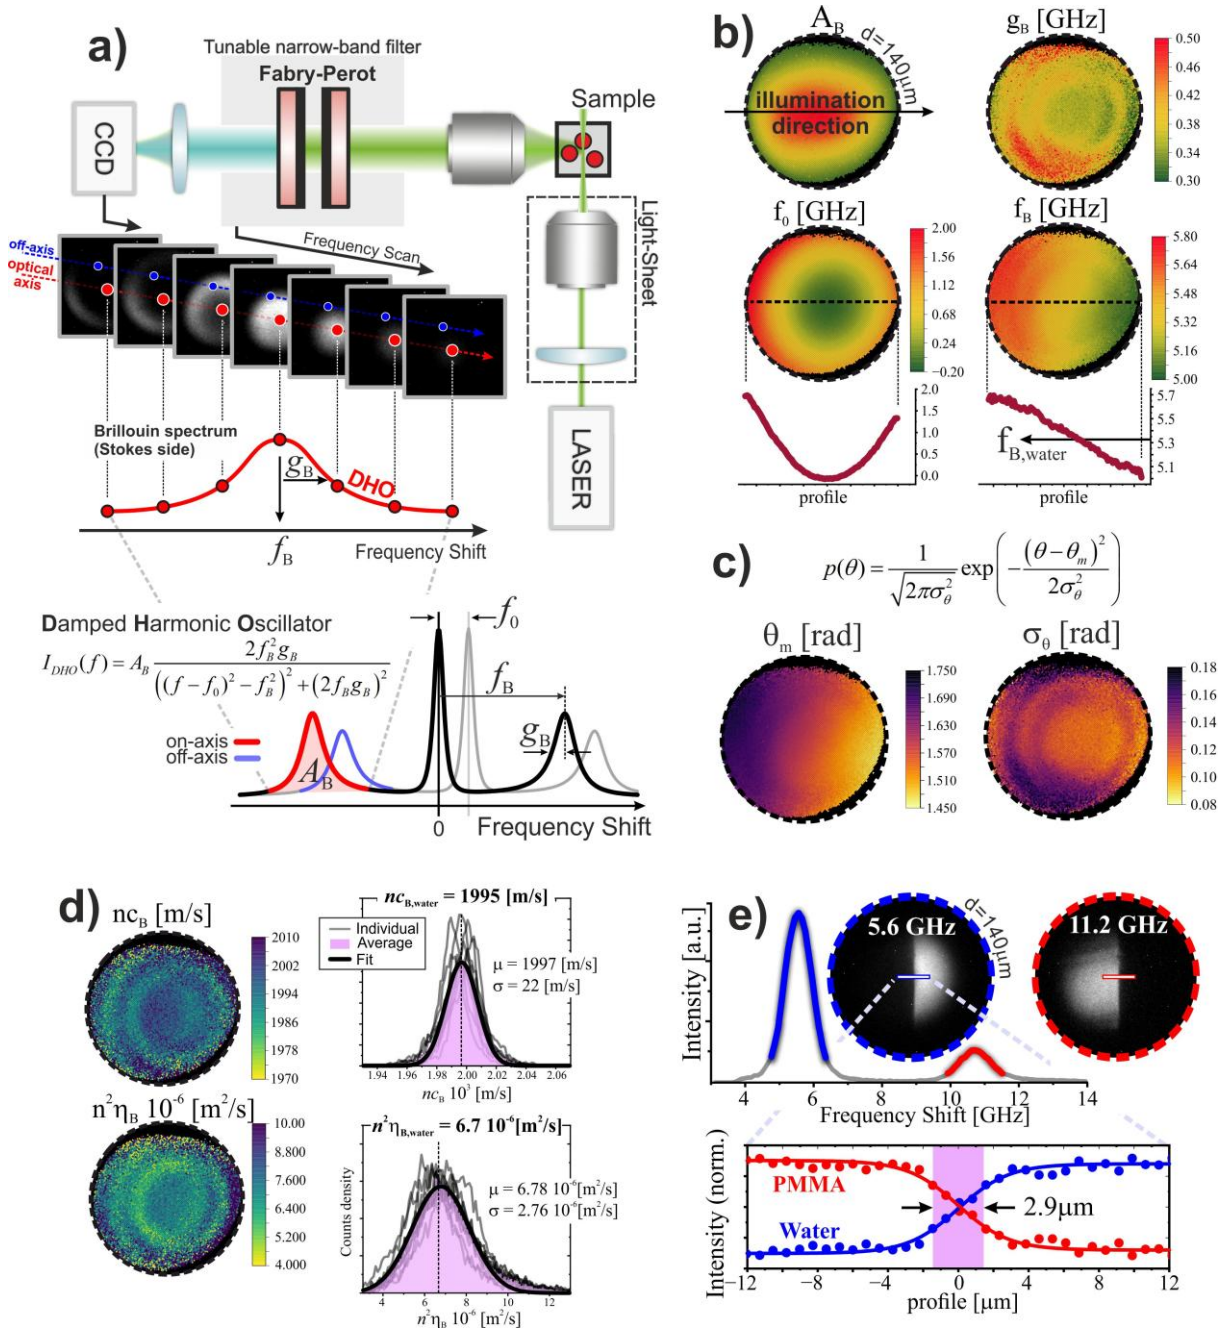 a)
Tunable narrow-band filter
Fabry-Perot
CCD
Sample
Light-Sheet
LASER
off-axis
optical
axis
Frequency Scan
Brillouin spectrum
(Stokes side)
g_B
DHO
f_B
Frequency Shift
Damped Harmonic Oscillator
I_DHO(f) = A_B 2f_B^2 g_B / (((f − f_0)^2 − f_B^2)^2 + (2f_B g_B)^2)
on-axis
off-axis
A_B
f_0
f_B
g_B
0
Frequency Shift
b)
A_B
d=140μm
illumination
direction
g_B [GHz]
0.50
0.46
0.42
0.38
0.34
0.30
f_0 [GHz]
2.00
1.56
1.12
0.68
0.24
−0.20
f_B [GHz]
5.80
5.64
5.48
5.32
5.16
5.00
2.0
1.5
1.0
0.5
0.0
profile
5.7
5.5
5.3
5.1
f_B,water
profile
c)
p(θ) = 1/√(2πσ_θ^2) exp(−(θ − θ_m)^2 / 2σ_θ^2)
θ_m [rad]
1.750
1.690
1.630
1.570
1.510
1.450
σ_θ [rad]
0.18
0.16
0.14
0.12
0.10
0.08
d)
nc_B [m/s]
2010
2002
1994
1986
1978
1970
nc_B,water = 1995 [m/s]
Individual
Average
Fit
μ = 1997 [m/s]
σ = 22 [m/s]
1.94 1.96 1.98 2.00 2.02 2.04 2.06
nc_B 10^3 [m/s]
n^2η_B 10^-6 [m^2/s]
10.00
8.800
7.600
6.400
5.200
4.000
n^2η_B,water = 6.7 10^-6[m^2/s]
μ = 6.78 10^-6[m^2/s]
σ = 2.76 10^-6[m^2/s]
Counts density
4 6 8 10 12
n^2η_B 10^-6 [m^2/s]
e)
Intensity [a.u.]
5.6 GHz
d=140μm
11.2 GHz
4 6 8 10 12 14
Frequency Shift [GHz]
Intensity (norm.)
PMMA
Water
2.9μm
−12 −8 −4 0 4 8 12
profile [μm]